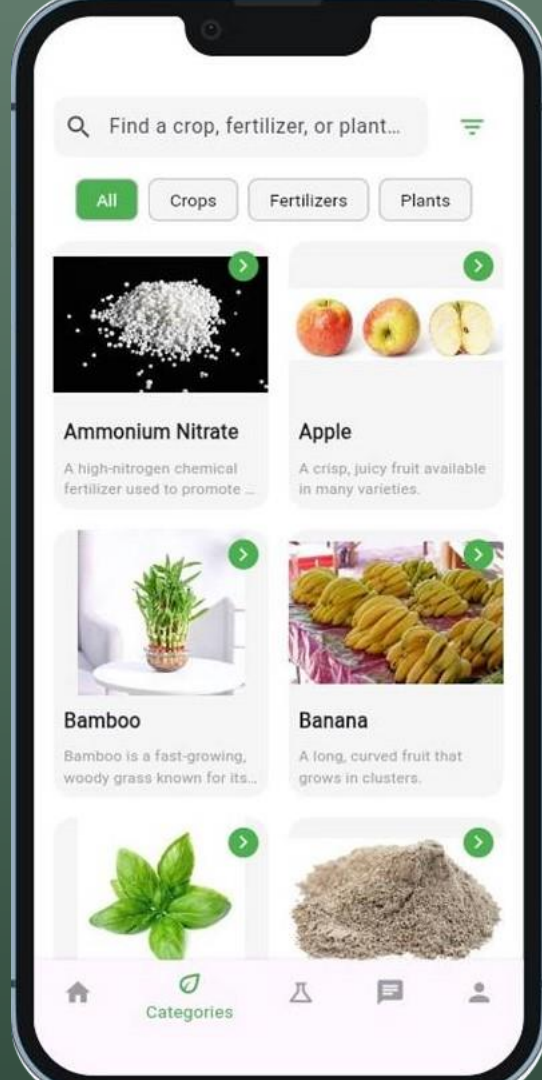 Find a crop, fertilizer, or plant…
All
Crops
Fertilizers
Plants
Ammonium Nitrate
A high-nitrogen chemical
fertilizer used to promote …
Apple
A crisp, juicy fruit available
in many varieties.
Bamboo
Bamboo is a fast-growing,
woody grass known for its…
Banana
A long, curved fruit that
grows in clusters.
Categories